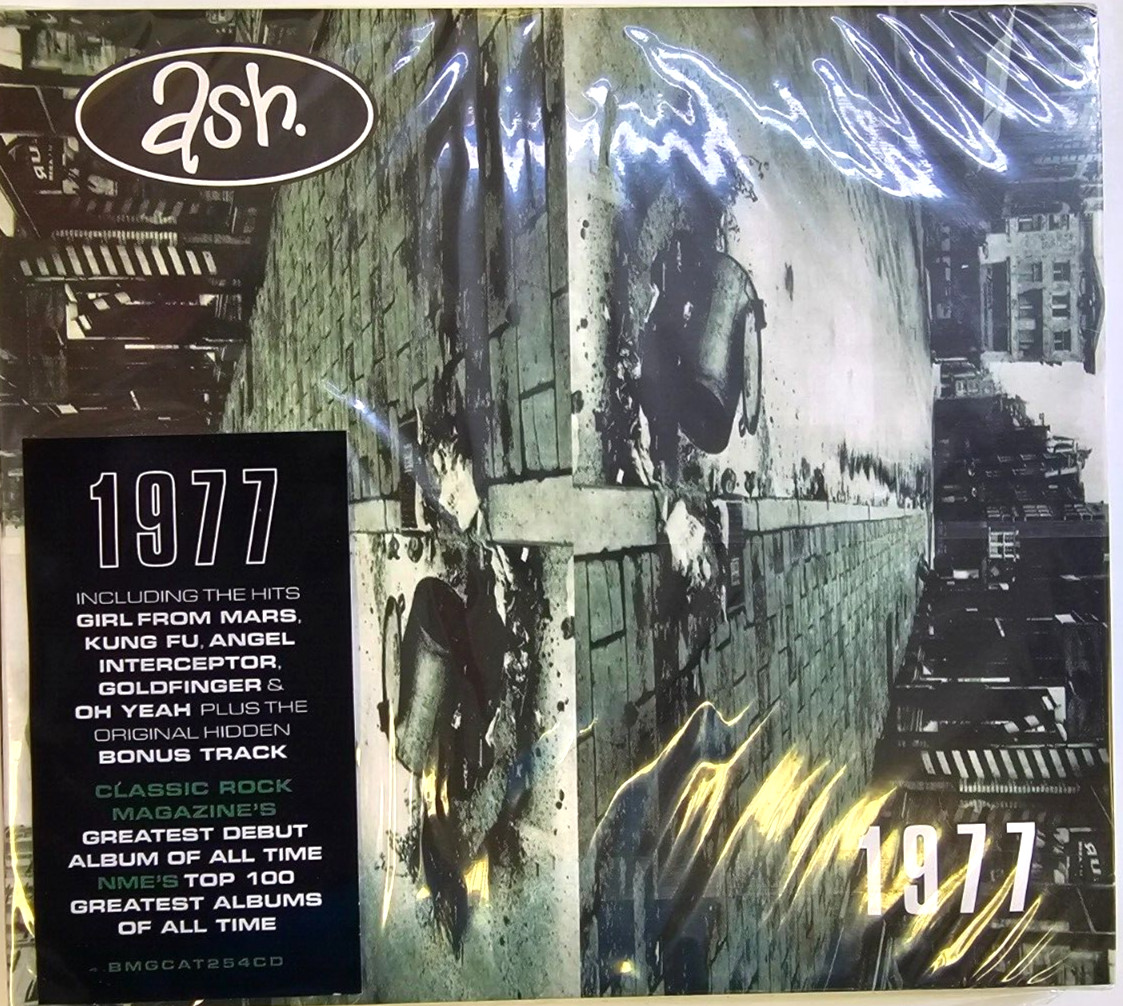 ash.
1977
INCLUDING THE HITS
GIRL FROM MARS,
KUNG FU, ANGEL
INTERCEPTOR,
GOLDFINGER &
OH YEAH PLUS THE
ORIGINAL HIDDEN
BONUS TRACK
CLASSIC ROCK
MAGAZINE'S
GREATEST DEBUT
ALBUM OF ALL TIME
NME'S TOP 100
GREATEST ALBUMS
OF ALL TIME
BMGCAT254CD
1977